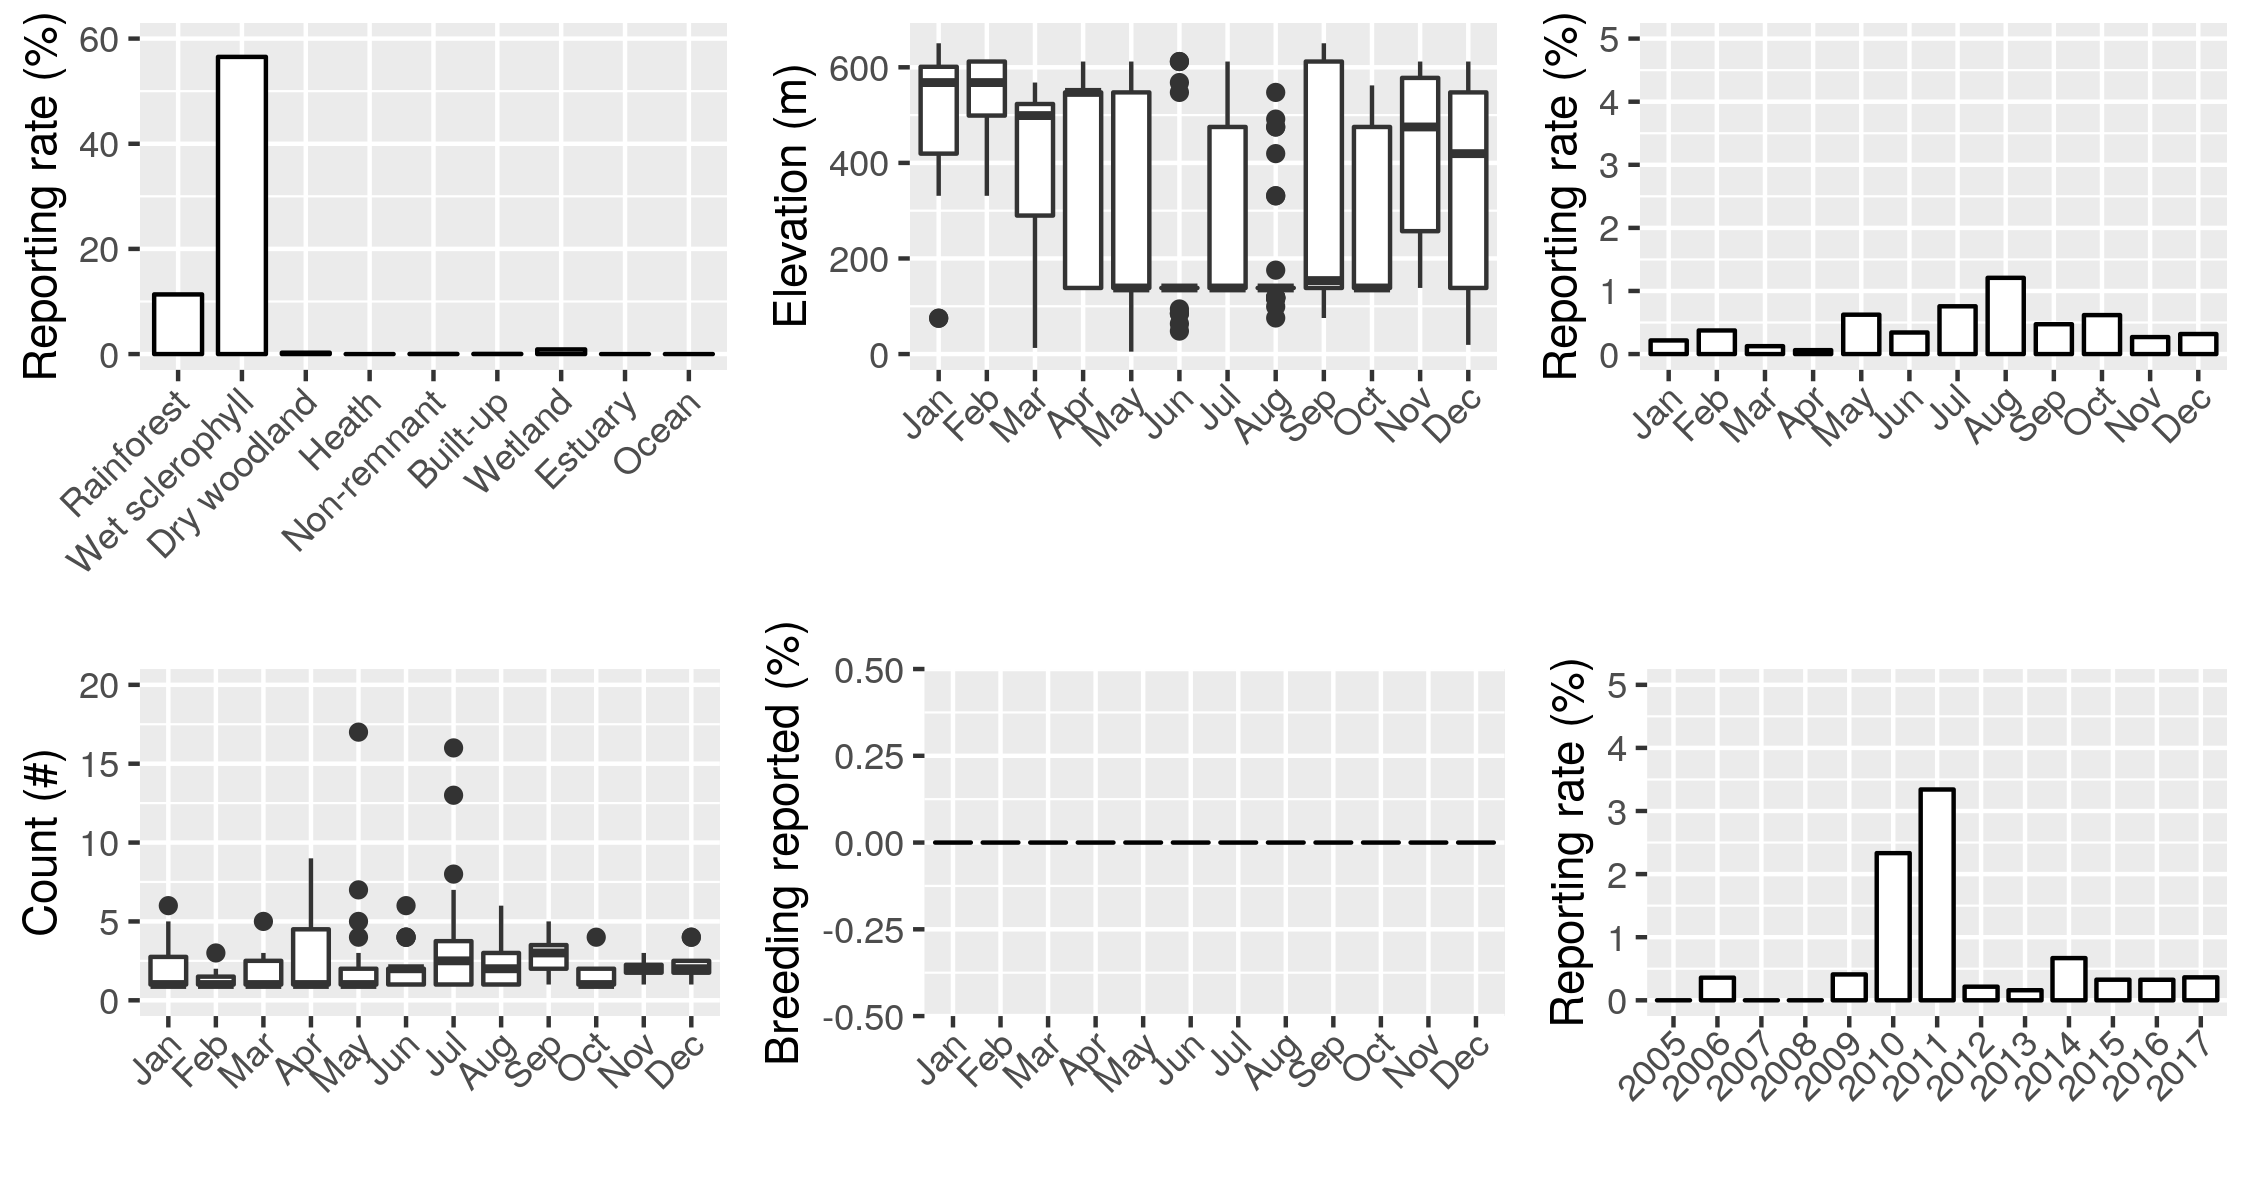 Reporting rate (%)
60
40
20
0
Rainforest
Wet sclerophyll
Dry woodland
Heath
Non-remnant
Built-up
Wetland
Estuary
Ocean
Elevation (m)
600
400
200
0
Jan
Feb
Mar
Apr
May
Jun
Jul
Aug
Sep
Oct
Nov
Dec
Reporting rate (%)
5
4
3
2
1
0
Jan
Feb
Mar
Apr
May
Jun
Jul
Aug
Sep
Oct
Nov
Dec
Count (#)
20
15
10
5
0
Jan
Feb
Mar
Apr
May
Jun
Jul
Aug
Sep
Oct
Nov
Dec
Breeding reported (%)
0.50
0.25
0.00
-0.25
-0.50
Jan
Feb
Mar
Apr
May
Jun
Jul
Aug
Sep
Oct
Nov
Dec
Reporting rate (%)
5
4
3
2
1
0
2005
2006
2007
2008
2009
2010
2011
2012
2013
2014
2015
2016
2017